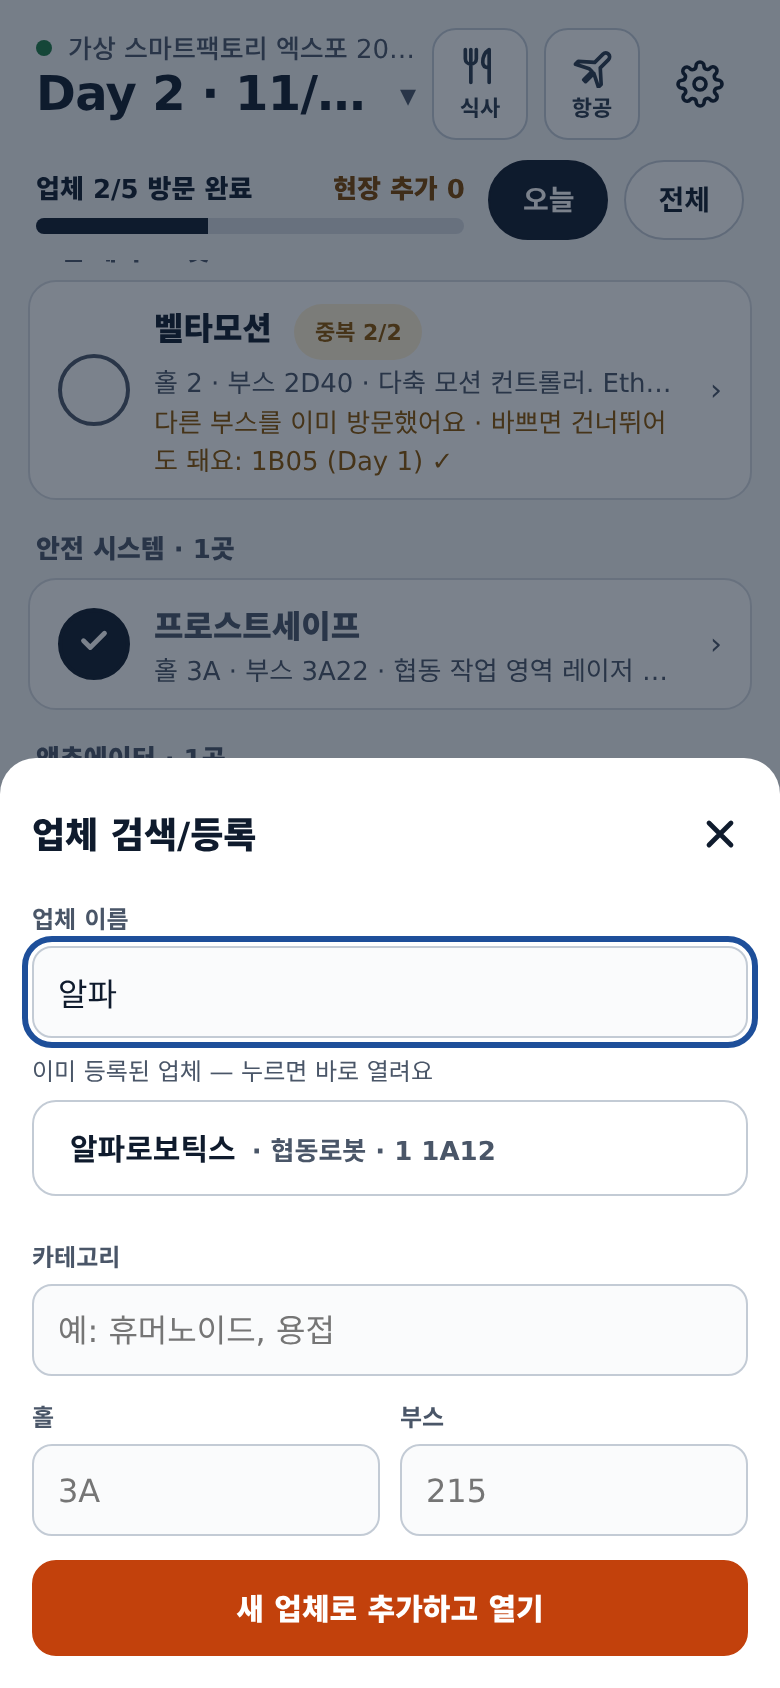 가상 스마트팩토리 엑스포 20...
Day 2 · 11/... ▼
식사
항공
업체 2/5 방문 완료
현장 추가 0
오늘
전체
벨타모션 중복 2/2
홀 2 · 부스 2D40 · 다축 모션 컨트롤러. Eth...
다른 부스를 이미 방문했어요 · 바쁘면 건너뛰어
도 돼요: 1B05 (Day 1) ✓
안전 시스템 · 1곳
프로스트세이프
홀 3A · 부스 3A22 · 협동 작업 영역 레이저 ...
액추에이터 · 1곳
업체 검색/등록
업체 이름
알파
이미 등록된 업체 — 누르면 바로 열려요
알파로보틱스 · 협동로봇 · 1 1A12
카테고리
예: 휴머노이드, 용접
홀
부스
3A
215
새 업체로 추가하고 열기